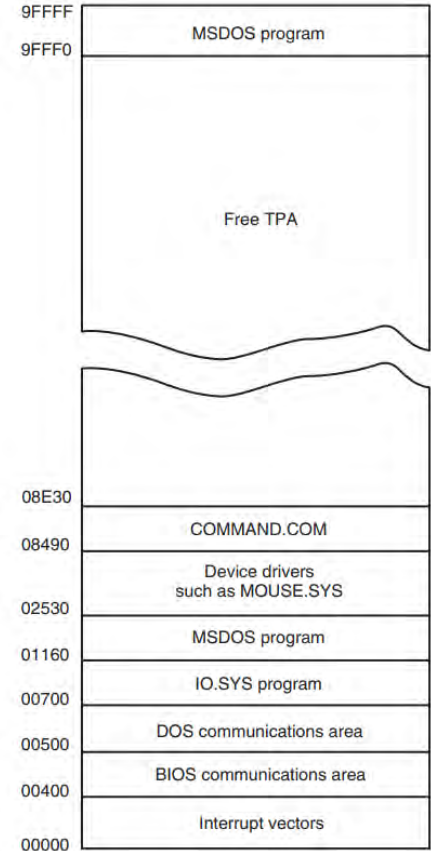 9FFFF
MSDOS program
9FFF0
Free TPA
08E30
COMMAND.COM
08490
Device drivers
such as MOUSE.SYS
02530
MSDOS program
01160
IO.SYS program
00700
DOS communications area
00500
BIOS communications area
00400
Interrupt vectors
00000